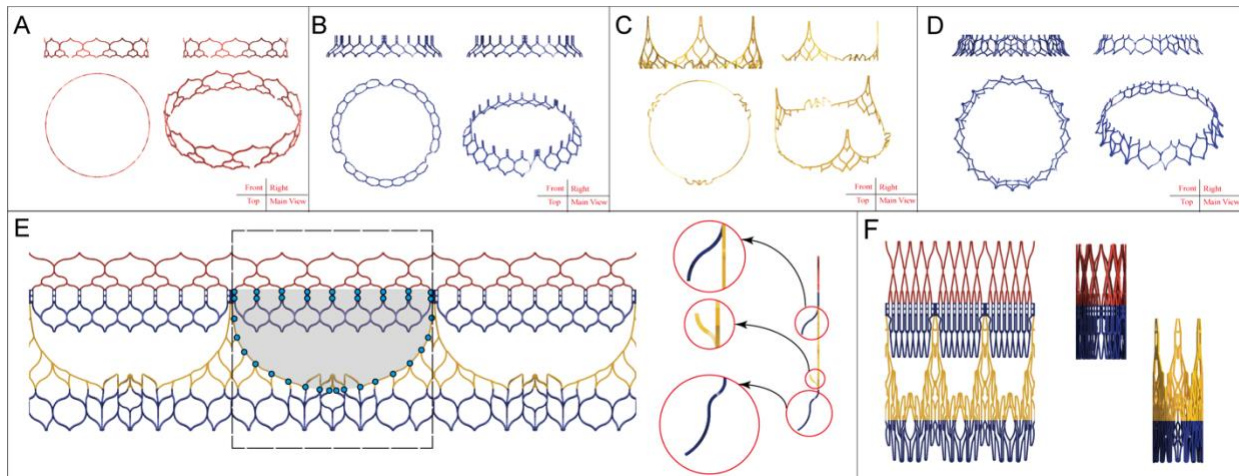 A
B
C
D
Front Right
Top Main View
Front Right
Top Main View
Front Right
Top Main View
Front Right
Top Main View
E
F